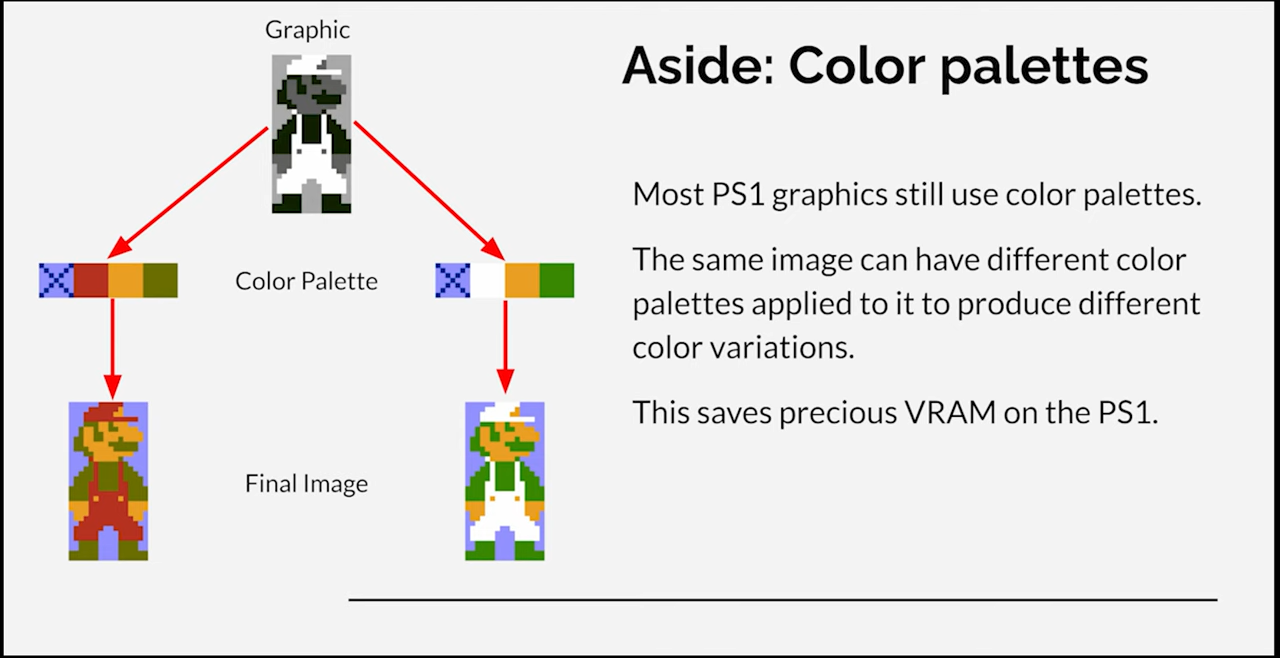 Graphic
Aside: Color palettes
Most PS1 graphics still use color palettes.
The same image can have different color
palettes applied to it to produce different
color variations.
This saves precious VRAM on the PS1.
Color Palette
Final Image